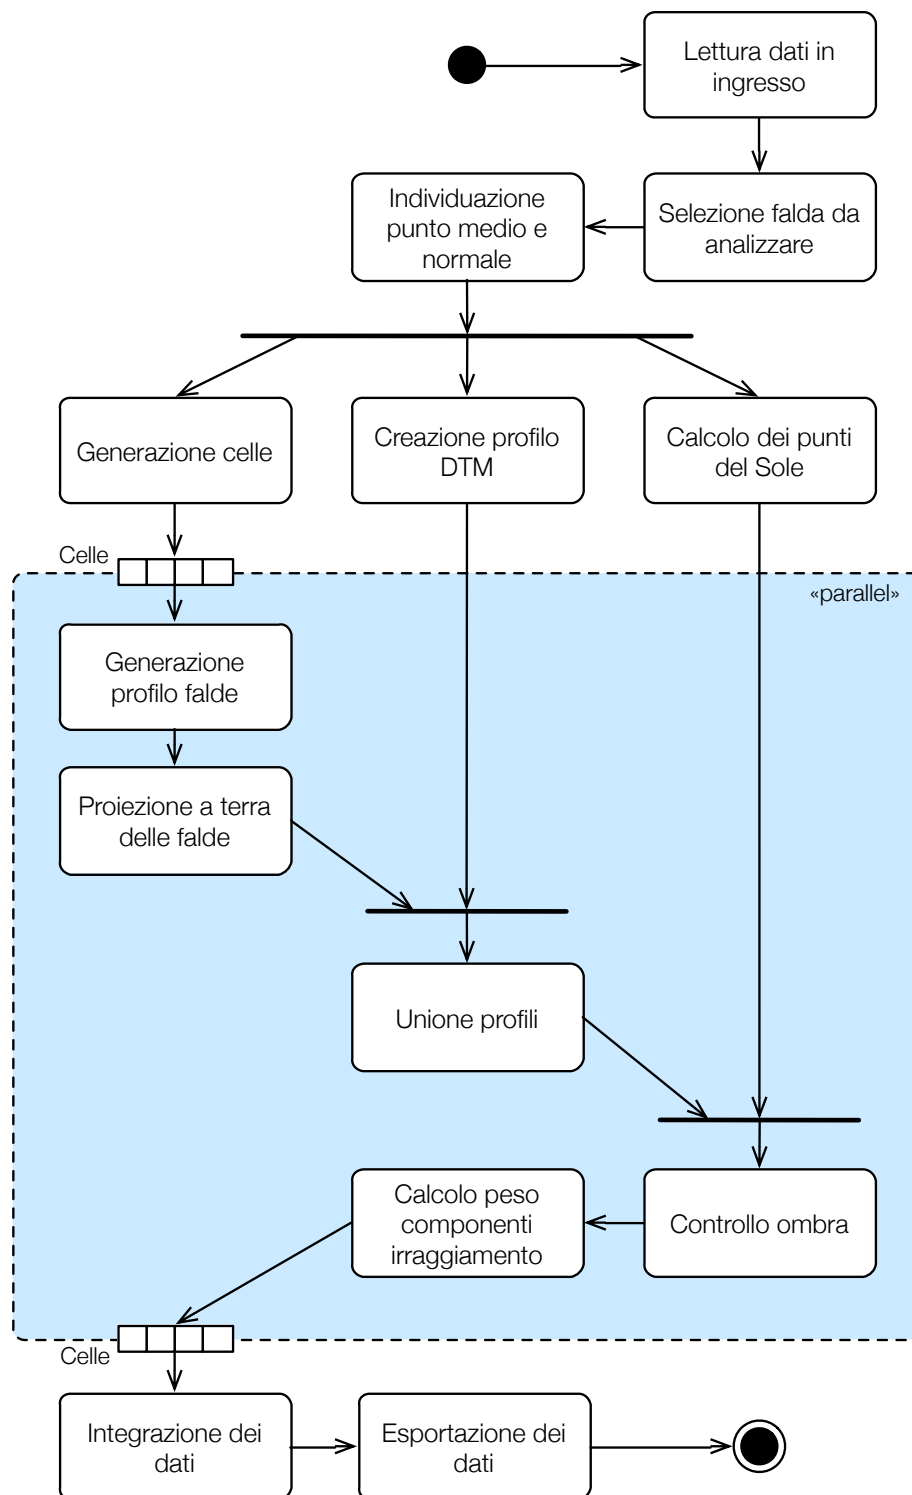 Lettura dati in
ingresso
Individuazione
punto medio e
normale
Selezione falda da
analizzare
Generazione celle
Creazione profilo
DTM
Calcolo dei punti
del Sole
Celle
«parallel»
Generazione
profilo falde
Proiezione a terra
delle falde
Unione profili
Calcolo peso
componenti
irraggiamento
Controllo ombra
Celle
Integrazione dei
dati
Esportazione dei
dati